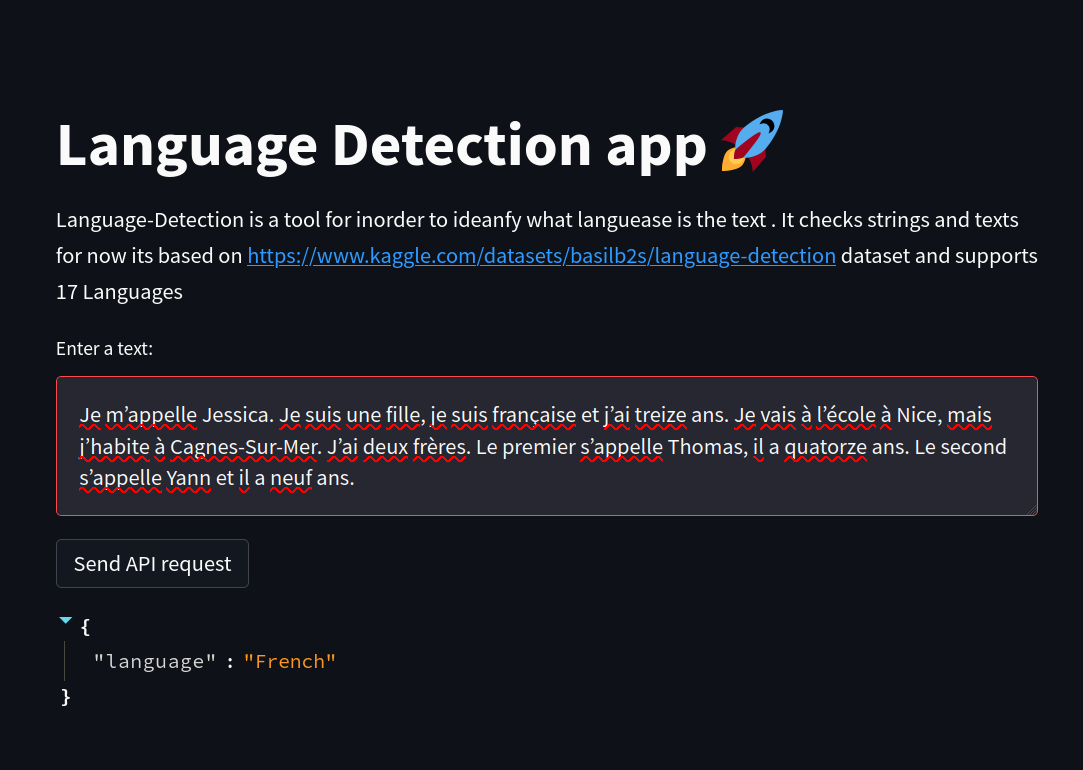 Language Detection app 🚀
Language-Detection is a tool for inorder to ideanfy what languease is the text . It checks strings and texts
for now its based on https://www.kaggle.com/datasets/basilb2s/language-detection dataset and supports
17 Languages
Enter a text:
Je m’appelle Jessica. Je suis une fille, je suis française et j’ai treize ans. Je vais à l’école à Nice, mais
j’habite à Cagnes-Sur-Mer. J’ai deux frères. Le premier s’appelle Thomas, il a quatorze ans. Le second
s’appelle Yann et il a neuf ans.
Send API request
{
"language" : "French"
}